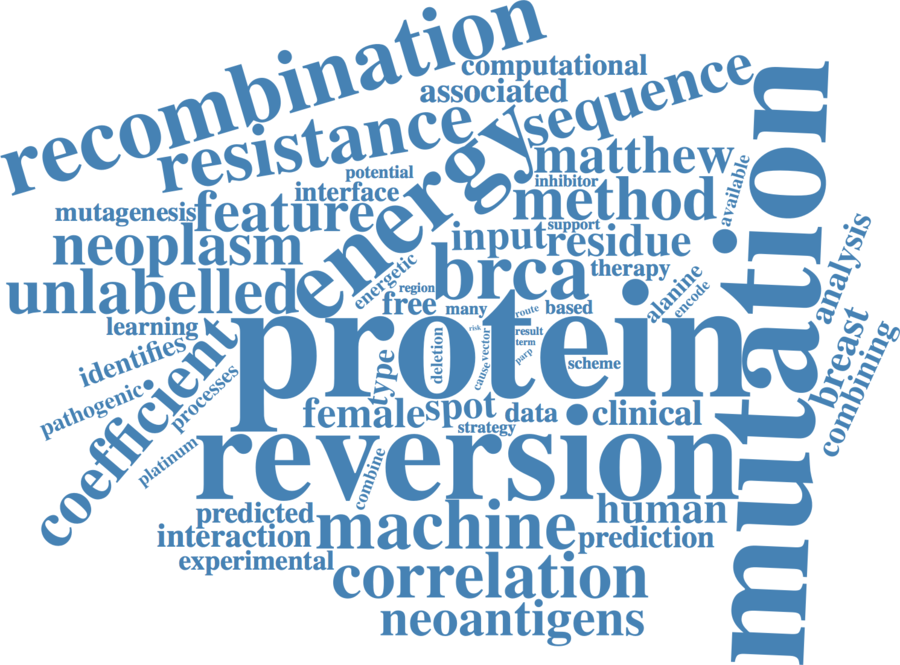 recombination
computational
associated
sequence
resistance
energy
matthew
mutation
potential
interface
inhibitor
method
available
mutagenesis
feature
support
neoplasm
input
residue
analysis
energetic
brca
therapy
unlabelled
region
free
many
route
based
alanine
encode
learning
protein
risk
result
term
identifies
coefficient
type
deletion
cause
vector
parp
scheme
breast
combining
pathogenic
processes
female
spot
data
clinical
strategy
platinum
reversion
combine
predicted
machine
human
interaction
prediction
experimental
correlation
neoantigens